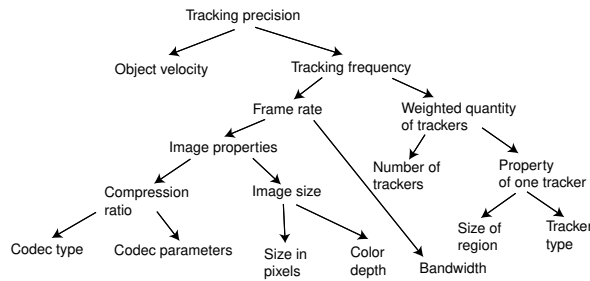 Tracking precision
Object velocity
Tracking frequency
Frame rate
Weighted quantity
of trackers
Image properties
Number of
trackers
Property
of one tracker
Compression
ratio
Image size
Size of
region
Tracker
type
Codec type
Codec parameters
Size in
pixels
Color
depth
Bandwidth